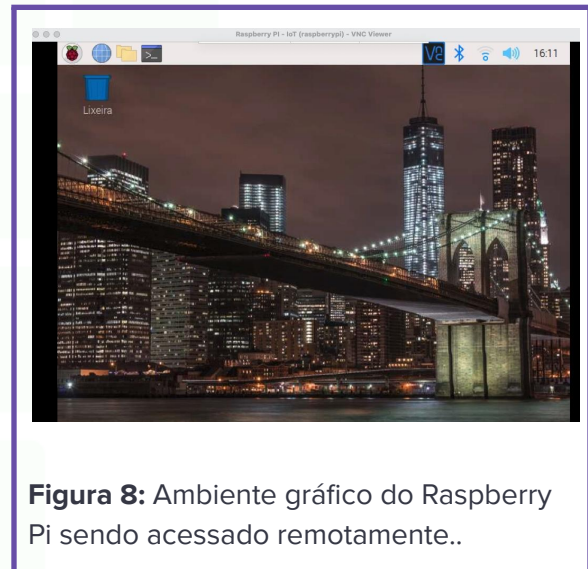 Raspberry PI - IoT (raspberrypi) - VNC Viewer
>_
V2
16:11
Lixeira
Figura 8: Ambiente gráfico do Raspberry
Pi sendo acessado remotamente..